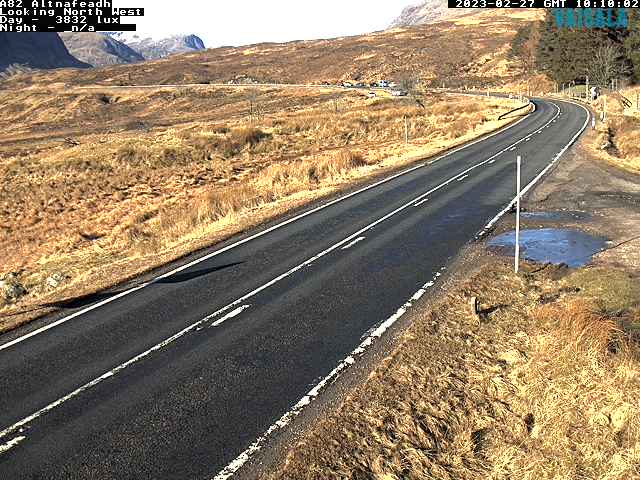 A82 Altnafeadh
Looking North West
Day - 3832 lux
Night - n/a
2023-02-27 GMT 10:10:02
VAISALA